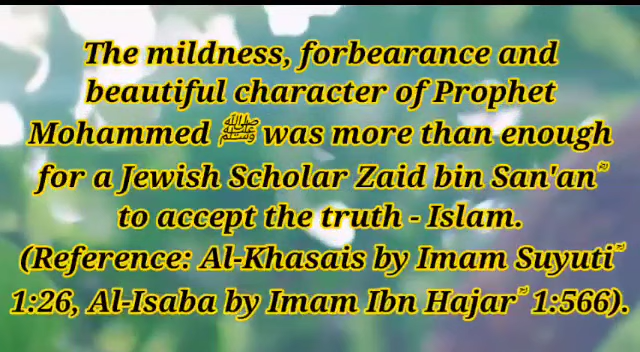 The mildness, forbearance and
beautiful character of Prophet
Mohammed ﷺ was more than enough
for a Jewish Scholar Zaid bin San'an
to accept the truth - Islam.
(Reference: Al-Khasais by Imam Suyuti
1:26, Al-Isaba by Imam Ibn Hajar 1:566).